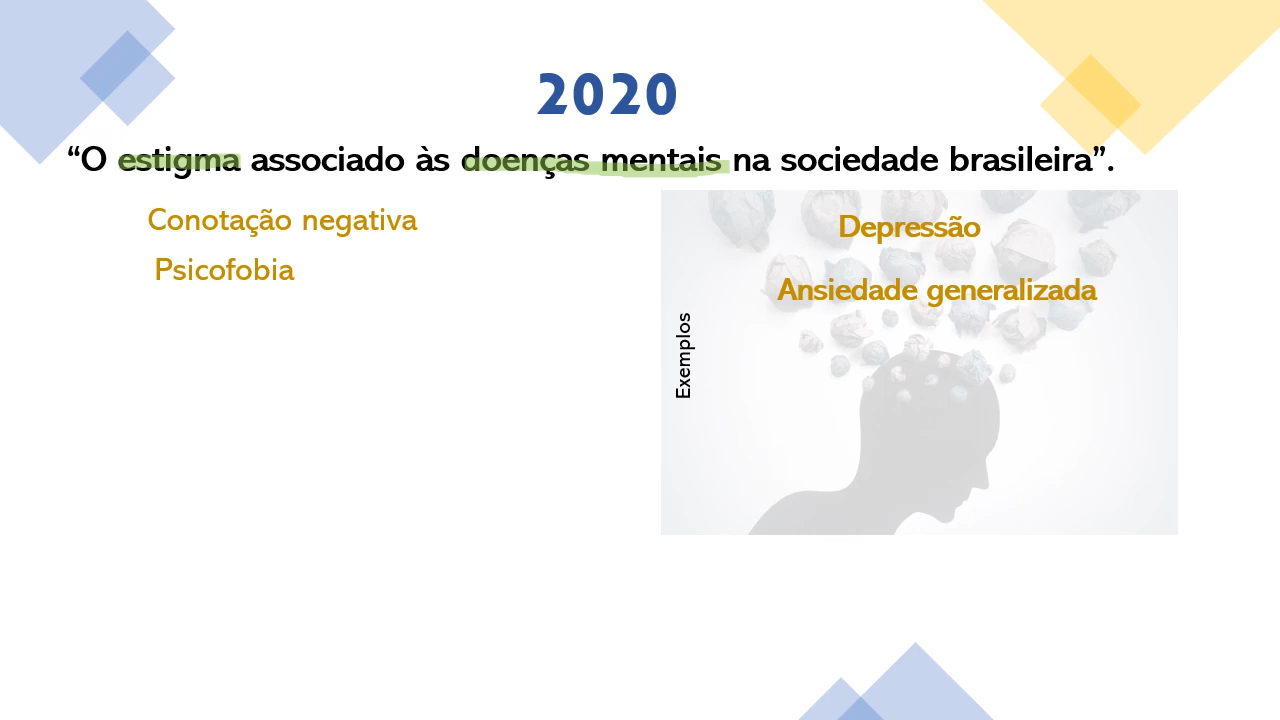 2020
“O estigma associado às doenças mentais na sociedade brasileira”.
Conotação negativa
Psicofobia
Depressão
Ansiedade generalizada
Exemplos